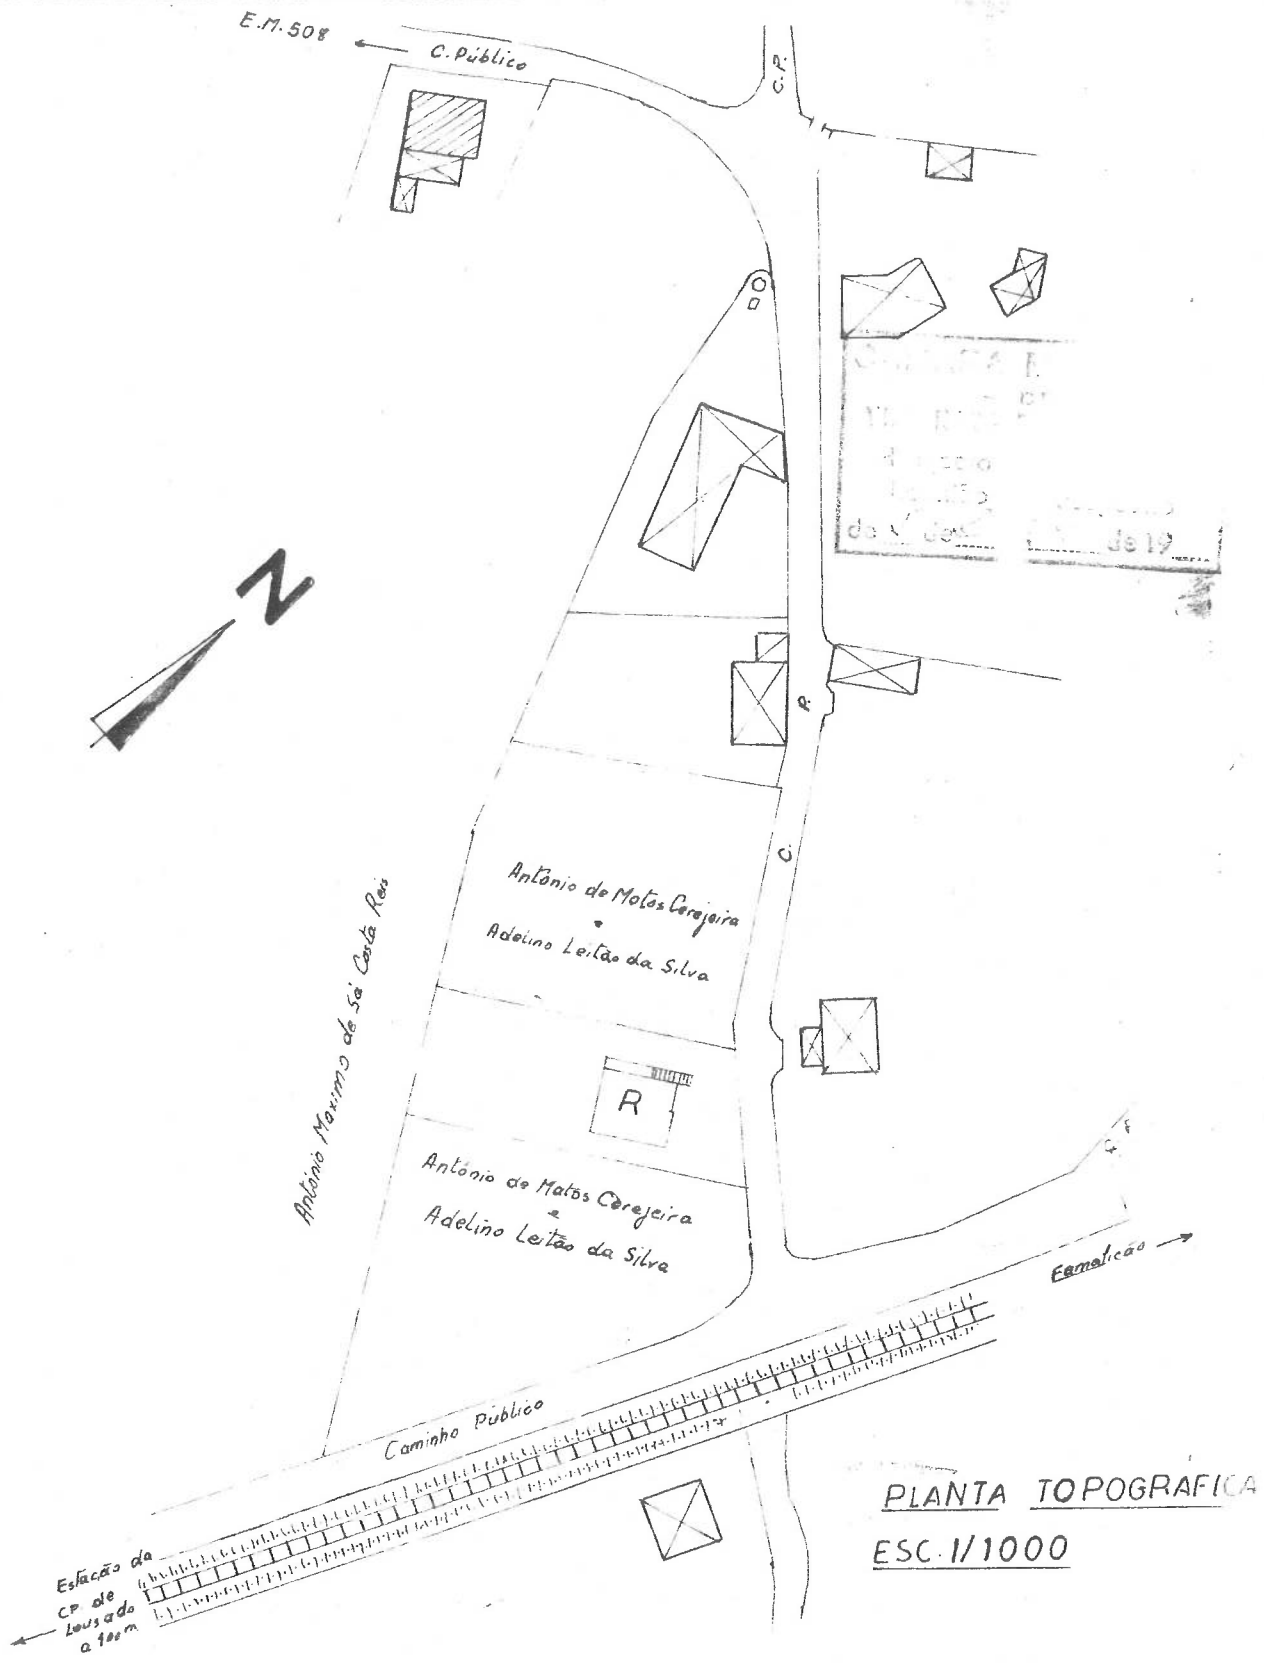 E.M. 508
C. Público
C.P.
N
de 19
P.
C.
António de Matos Cerejeira
e
Adelino Leitão da Silva
António Maximo de Sá Costa Reis
R
António de Matos Cerejeira
e
Adelino Leitão da Silva
Famalicão
Caminho Público
Estação da
CP de
Lousado
PLANTA TOPOGRÁFICA
ESC. 1/1000